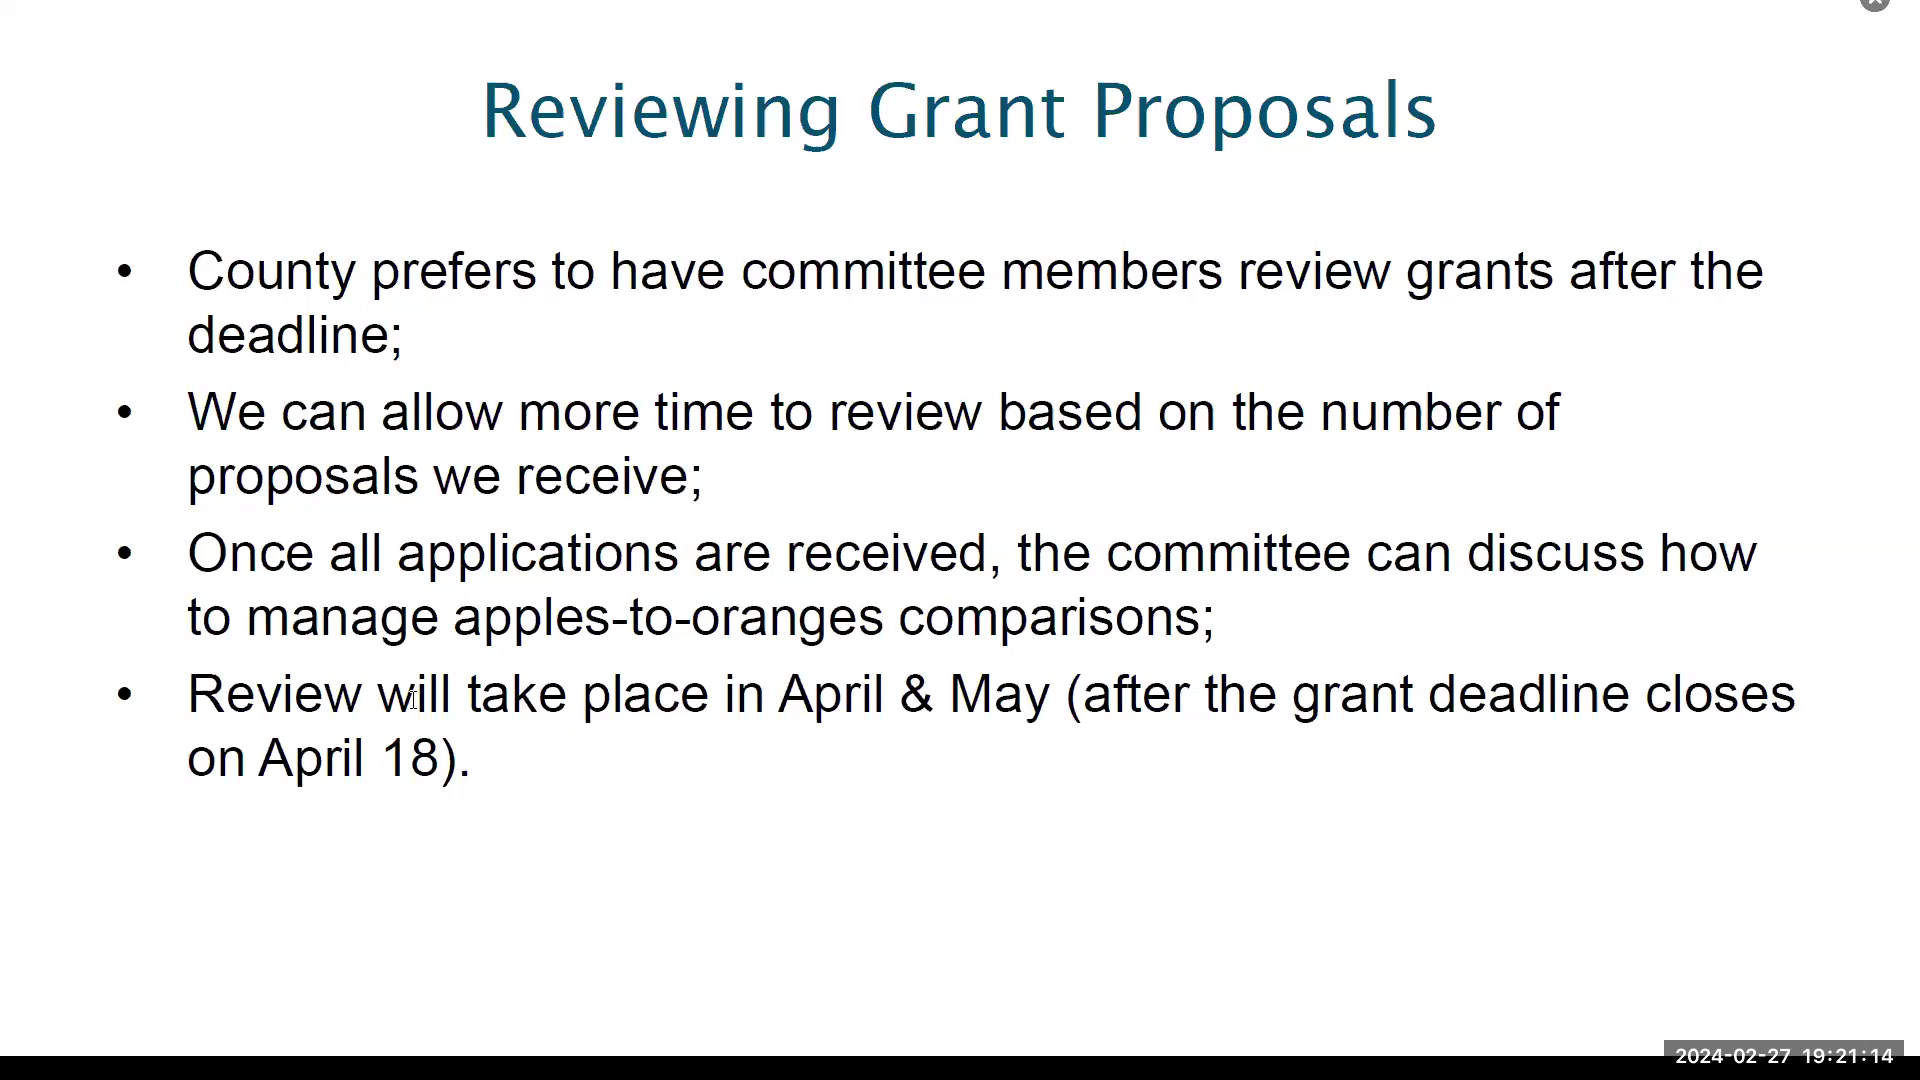 Reviewing Grant Proposals
• County prefers to have committee members review grants after the
deadline;
• We can allow more time to review based on the number of
proposals we receive;
• Once all applications are received, the committee can discuss how
to manage apples-to-oranges comparisons;
• Review will take place in April & May (after the grant deadline closes
on April 18).
2024-02-27 19:21:14